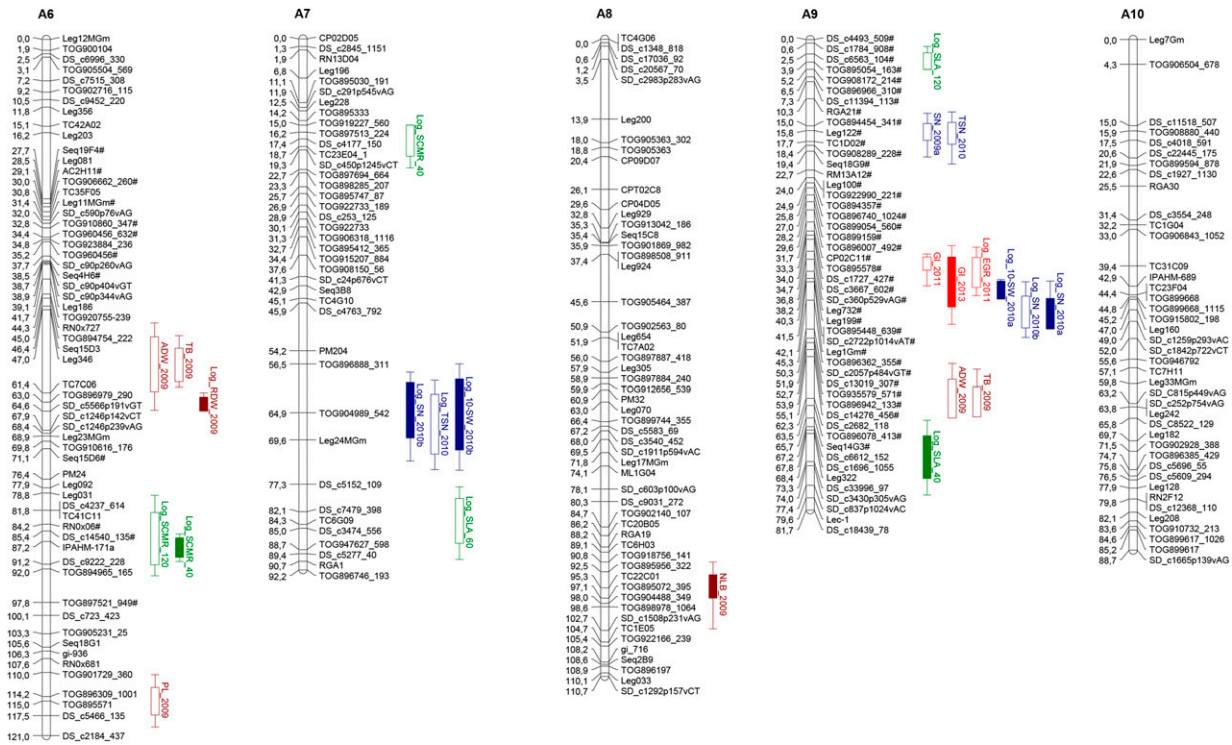 A6
0,0 Leg12MGm
1,9 TOG900104
2,5 DS_c6996_330
3,1 TOG905504_569
7,2 DS_c7515_308
9,2 TOG902716_115
10,5 DS_c9452_220
11,8 Leg356
15,1 TC42A02
16,2 Leg203
27,7 Seq19F4#
28,5 Leg081
29,1 AC2H11#
30,0 TOG906662_260#
30,8 TC35F05
31,4 Leg11MGm#
32,0 SD_c590p76vAG
32,8 TOG910860_347#
34,4 TOG960456_632#
34,8 TOG923884_236
35,2 TOG960456#
37,7 SD_c90p260vAG
38,5 Seq4H6#
38,7 SD_c90p404vGT
38,9 SD_c90p344vAG
39,1 Leg186
41,7 TOG920755-239
44,3 RN0x727
45,0 TOG894754_222
46,4 Seq15D3
47,0 Leg346
61,4 TC7C06
63,0 TOG896979_290
64,6 SD_c5566p191vGT
67,9 SD_c1246p142vCT
68,4 SD_c1246p239vAG
68,9 Leg23MGm
69,8 TOG910616_176
71,1 Seq15D6#
76,4 PM24
77,9 Leg092
78,8 Leg031
DS_c4237_614
81,8 TC41C11
84,2 RN0x06#
85,4 DS_c14540_135#
87,2 IPAHM-171a
91,2 DS_c9222_228
92,0 TOG894965_165
97,8 TOG897521_949#
100,1 DS_c723_423
103,3 TOG905231_25
105,6 Seq18G1
106,3 gi-936
107,6 RN0x681
110,0 TOG901729_360
114,2 TOG896309_1001
115,0 TOG895571
117,5 DS_c5466_135
121,0 DS_c2184_437
ADW_2009
TB_2009
Log_RDW_2009
Log_SCMR_120
Log_SCMR_40
PL_2009
A7
0,0 CP02D05
1,3 DS_c2845_1151
1,9 RN13D04
6,8 Leg196
11,1 TOG895030_191
11,9 SD_c291p545vAG
12,5 Leg228
14,2 TOG895333
15,0 TOG919227_560
16,9 TOG897513_224
17,4 DS_c4177_150
18,7 TC23E04_1
19,3 SD_c450p1245vCT
22,7 TOG897694_664
23,3 TOG898285_207
25,7 TOG895747_87
26,9 TOG922733_189
28,9 DS_c253_125
30,1 TOG922733
31,3 TOG906318_1116
32,7 TOG895412_365
34,4 TOG915207_884
37,6 TOG908150_56
41,3 SD_c24p676vCT
42,9 Seq3B8
45,1 TC4G10
45,9 DS_c4763_792
54,2 PM204
56,5 TOG896888_311
64,9 TOG904989_542
69,6 Leg24MGm
77,3 DS_c5152_109
82,1 DS_c7479_398
84,3 TC6G09
85,0 DS_c3474_556
88,7 TOG947627_598
89,4 DS_c5277_40
90,7 RGA1
92,2 TOG896746_193
Log_SCMR_40
Log_SN_2010b
Log_TSN_2010
Log_10-SW_2010b
Log_SLA_60
A8
TC4G06
0,0 DS_c1348_818
0,6 DS_c17036_92
1,2 DS_c20567_70
3,5 SD_c2983p283vAG
13,9 Leg200
18,0 TOG905363_302
18,8 TOG905363
20,4 CP09D07
26,1 CPT02C8
29,6 CP04D05
32,8 Leg929
35,3 TOG913042_186
35,4 Seq15C8
35,9 TOG901869_982
TOG898508_911
37,4 Leg924
45,6 TOG905464_387
50,9 TOG902563_80
Leg654
51,9 TC7A02
56,0 TOG897887_418
57,9 Leg305
58,9 TOG897884_240
59,9 TOG912656_539
60,9 PM32
63,0 Leg070
66,4 TOG899744_355
67,2 DS_c5583_69
68,0 DS_c3540_452
69,5 SD_c1911p594vAC
71,8 Leg17MGm
74,1 ML1G04
78,1 SD_c603p100vAG
80,3 DS_c9031_272
84,7 TOG902140_107
86,2 TC20B05
88,2 RGA19
89,1 TC6H03
90,8 TOG918756_141
92,5 TOG895956_322
95,3 TC22C01
97,1 TOG895072_395
98,0 TOG904488_349
98,6 TOG898978_1064
102,7 SD_c1508p231vAG
104,7 TC1E05
105,4 TOG922166_239
108,2 gi_716
108,6 Seq2B9
108,9 TOG896197
110,1 Leg033
110,7 SD_c1292p157vCT
NLB_2009
A9
0,0 DS_c4493_509#
0,6 DS_c1784_908#
2,5 DS_c6563_104#
3,9 TOG895054_163#
5,2 TOG908172_214#
6,5 TOG896966_310#
7,3 DS_c11394_113#
10,3 RGA21#
15,0 TOG894454_341#
15,8 Leg122#
17,7 TC1D02#
18,4 TOG908289_228#
19,4 Seq18G9#
22,7 RM13A12#
Leg100#
24,0 TOG922990_221#
24,9 TOG894357#
25,8 TOG896740_1024#
27,0 TOG899054_560#
28,2 TOG899159#
29,6 TOG896007_492#
31,7 CP02C11#
33,3 TOG895578#
34,0 DS_c1727_427#
34,7 DS_c3667_602#
36,8 SD_c360p529vAG#
38,2 Leg732#
40,3 Leg199#
TOG895448_639#
41,5 SD_c2722p1014vAT#
42,1 Leg1Gm#
45,3 TOG896362_355#
50,3 SD_c2057p484vGT#
51,9 DS_c13019_307#
52,7 TOG935579_571#
53,9 TOG896942_133#
55,1 DS_c14276_456#
62,3 DS_c2682_118
63,5 TOG896078_413#
65,7 Seq14G3#
67,2 DS_c6612_152
67,8 DS_c1696_1055
68,4 Leg322
73,3 DS_c33996_97
74,0 SD_c3430p305vAG
77,4 SD_c837p1024vAC
79,6 Lec-1
81,7 DS_c18439_78
Log_SLA_120
SN_2009a
TSN_2010
GI_2011
GI_2013
Log_EGR_2011
Log_10-SW_2010a
Log_SN_2010b
Log_SN_2010a
ADW_2009
TB_2009
Log_SLA_40
A10
0,0 Leg7Gm
4,3 TOG906504_678
15,0 DS_c11518_507
15,9 TOG908880_440
17,5 DS_c4018_591
20,6 DS_c22445_175
21,9 TOG899594_878
22,6 DS_c1927_1130
25,5 RGA30
31,4 DS_c3554_248
32,2 TC1G04
33,0 TOG906843_1052
39,4 TC31C09
42,9 IPAHM-689
TC23F04
44,4 TOG899668
44,8 TOG899668_1115
45,2 TOG915802_198
47,0 Leg160
49,0 SD_c1259p293vAC
52,0 SD_c1842p722vCT
55,6 TOG946792
57,1 TC7H11
59,8 Leg33MGm
63,2 SD_C815p449vAG
SD_c252p754vAG
63,8 Leg242
65,8 DS_C8522_129
69,7 Leg182
71,5 TOG902928_388
74,7 TOG896385_429
75,8 DS_c5696_55
76,2 DS_c5609_294
77,9 Leg128
RN2F12
79,8 DS_c12368_110
82,1 Leg208
83,6 TOG910732_213
84,8 TOG899617_1026
85,2 TOG899617
88,7 SD_c1665p139vAG